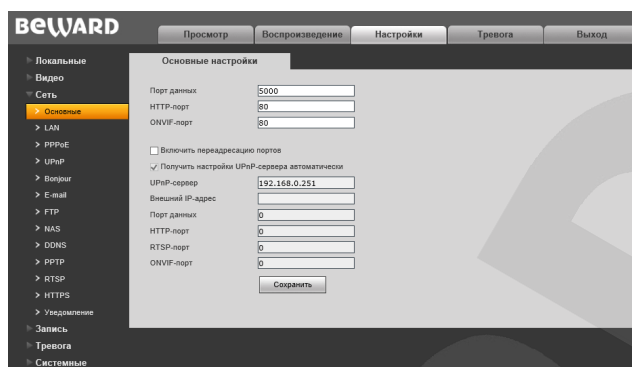 BEWARD
Просмотр Воспроизведение Настройки Тревога Выход
Локальные
Видео
Сеть
Основные
LAN
PPPoE
UPnP
Bonjour
E-mail
FTP
NAS
DDNS
PPTP
RTSP
HTTPS
Уведомление
Запись
Тревога
Системные
Основные настройки
Порт данных 5000
HTTP-порт 80
ONVIF-порт 80
Включить переадресацию портов
Получить настройки UPnP-сервера автоматически
UPnP-сервер 192.168.0.251
Внешний IP-адрес
Порт данных 0
HTTP-порт 0
RTSP-порт 0
ONVIF-порт 0
Сохранить